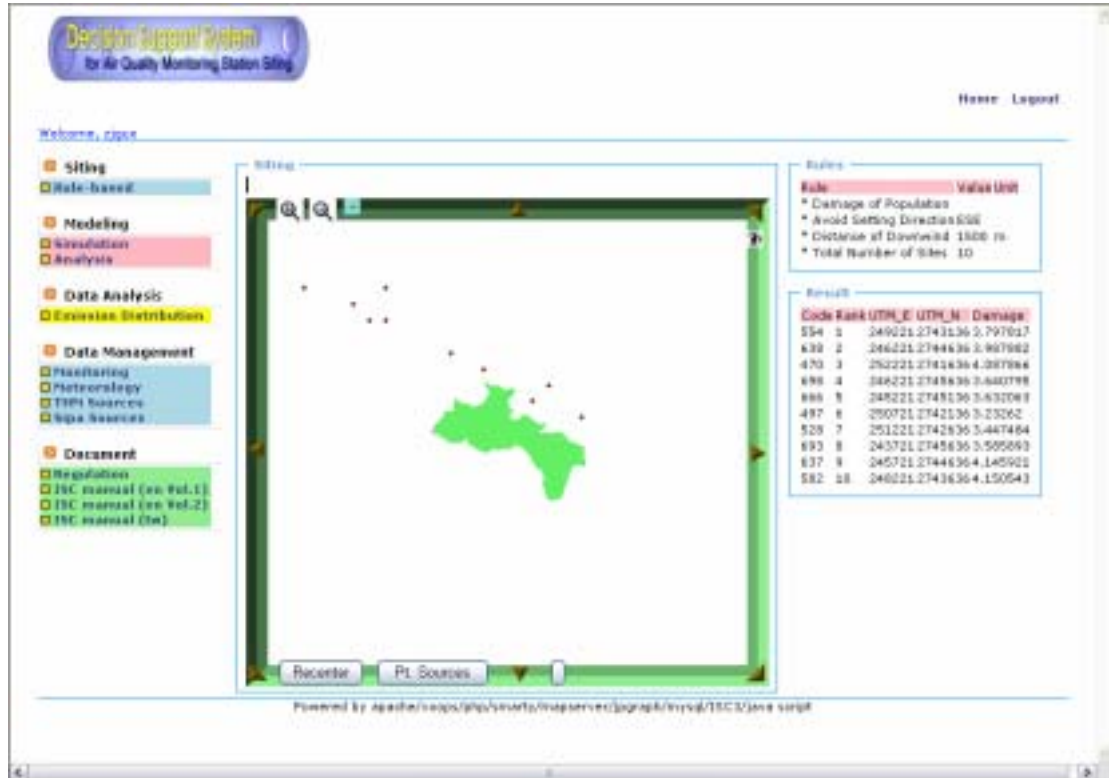 Decision Support System
for Air Quality Monitoring Station Siting
Home Logout
Welcome,
Siting
Rule-based
Modeling
Simulation
Analysis
Data Analysis
Emission Distribution
Data Management
Monitoring
Meteorology
Sources
Sources
Document
Regulation
ISC manual (en Vol.1)
ISC manual (en Vol.2)
ISC manual (tw)
Siting
Recenter
Pt. Sources
Rules
Rule Value Unit
* Damage of Population
* Avoid Setting Direction ESE
* Distance of Downwind 1500 m
* Total Number of Sites 10
Result
Code Rank UTM_E UTM_N Damage
554 1 249221 2743136 3.797817
638 2 246221 2744636 3.987982
470 3 252221 2741636 4.087866
698 4 246221 2745636 3.640795
666 5 245221 2745136 3.632063
497 6 250721 2742136 3.23262
528 7 251221 2742636 3.447484
693 8 243721 2745636 3.585893
637 9 245721 2744636 4.145921
582 10 248221 2743636 4.150543
Powered by apache/xoops/php/smarty/mapserver/jpgraph/mysql/ISC3/java script